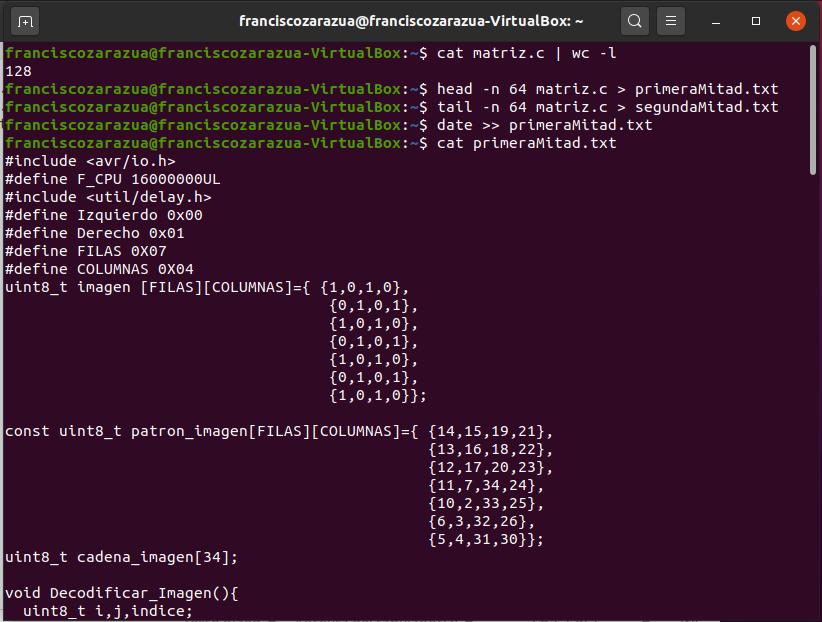 franciscozarazua@franciscozarazua-VirtualBox: ~
franciscozarazua@franciscozarazua-VirtualBox:~$ cat matriz.c | wc -l
128
franciscozarazua@franciscozarazua-VirtualBox:~$ head -n 64 matriz.c > primeraMitad.txt
franciscozarazua@franciscozarazua-VirtualBox:~$ tail -n 64 matriz.c > segundaMitad.txt
franciscozarazua@franciscozarazua-VirtualBox:~$ date >> primeraMitad.txt
franciscozarazua@franciscozarazua-VirtualBox:~$ cat primeraMitad.txt
#include <avr/io.h>
#define F_CPU 16000000UL
#include <util/delay.h>
#define Izquierdo 0x00
#define Derecho 0x01
#define FILAS 0X07
#define COLUMNAS 0X04
uint8_t imagen [FILAS][COLUMNAS]={ {1,0,1,0},
{0,1,0,1},
{1,0,1,0},
{0,1,0,1},
{1,0,1,0},
{0,1,0,1},
{1,0,1,0}};
const uint8_t patron_imagen[FILAS][COLUMNAS]={ {14,15,19,21},
{13,16,18,22},
{12,17,20,23},
{11,7,34,24},
{10,2,33,25},
{6,3,32,26},
{5,4,31,30}};
uint8_t cadena_imagen[34];
void Decodificar_Imagen(){
uint8_t i,j,indice;